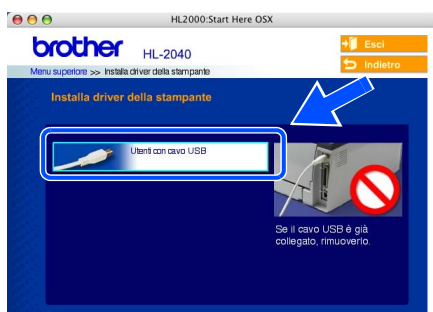 HL2000:Start Here OSX
brother HL-2040
Esci
Indietro
Menu superiore >> Installa driver della stampante
Installa driver della stampante
Utenti con cavo USB
Se il cavo USB è già
collegato, rimuoverlo.